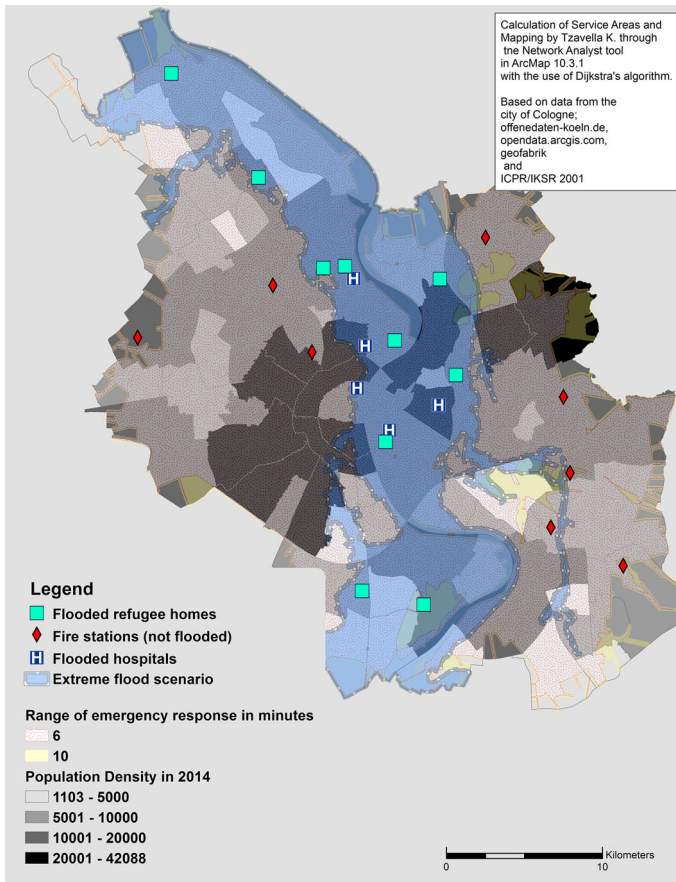 Calculation of Service Areas and
Mapping by Tzavella K. through
the Network Analyst tool
in ArcMap 10.3.1
with the use of Dijkstra's algorithm.
Based on data from the
city of Cologne;
offenedaten-koeln.de,
opendata.arcgis.com,
geofabrik
and
ICPR/IKSR 2001
H
H
H
H
H
Legend
Flooded refugee homes
Fire stations (not flooded)
H Flooded hospitals
Extreme flood scenario
Range of emergency response in minutes
6
10
Population Density in 2014
1103 - 5000
5001 - 10000
10001 - 20000
20001 - 42088
Kilometers
0 10